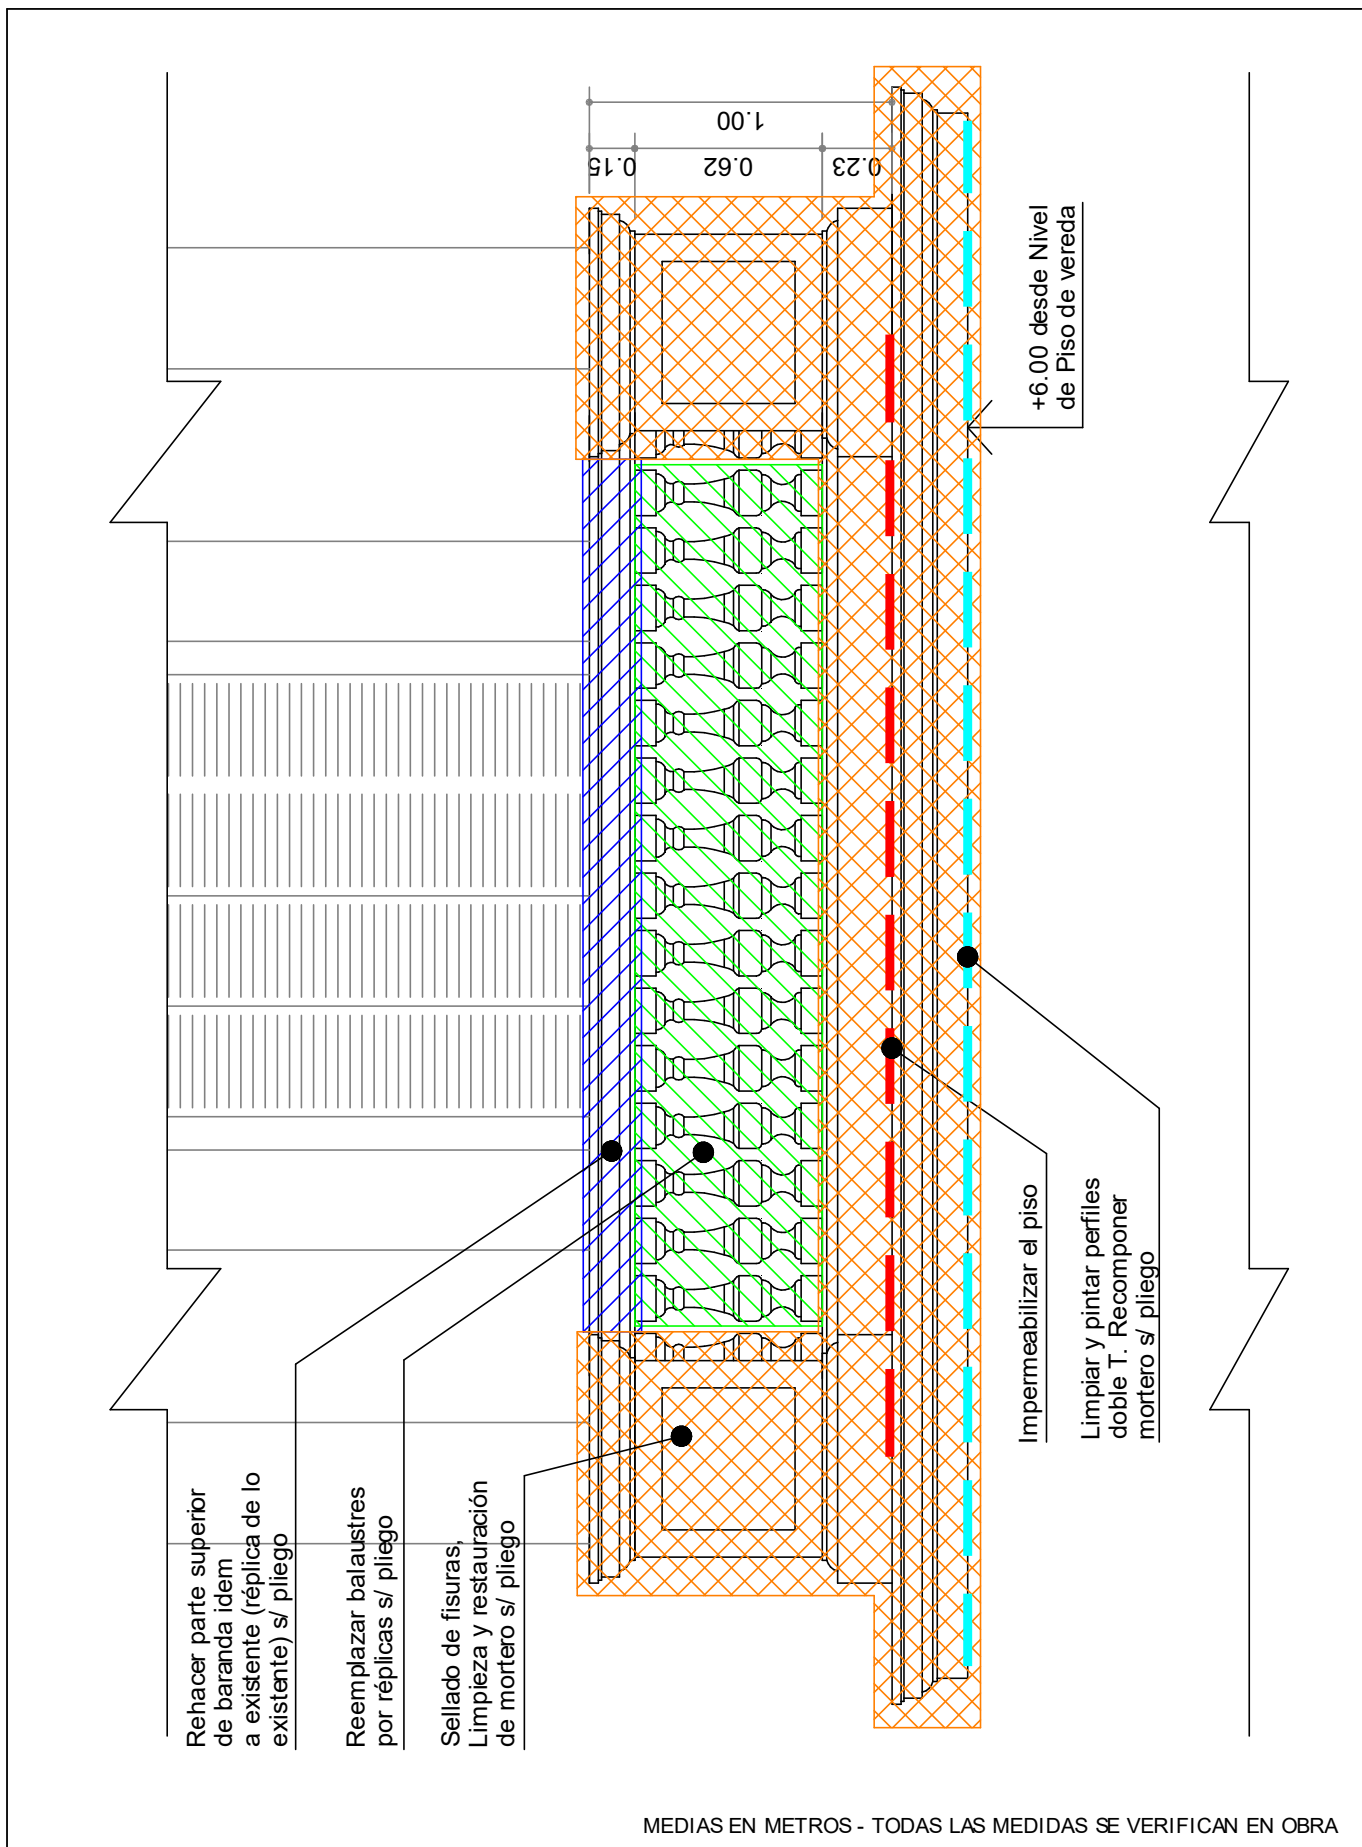 1.00
0.15
0.62
0.23
+6.00 desde Nivel
de Piso de vereda
Rehacer parte superior
de baranda idem
a existente (réplica de lo
existente) s/ pliego
Reemplazar balaustres
por réplicas s/ pliego
Sellado de fisuras,
Limpieza y restauración
de mortero s/ pliego
Impermeabilizar el piso
Limpiar y pintar perfiles
doble T. Recomponer
mortero s/ pliego
MEDIAS EN METROS - TODAS LAS MEDIDAS SE VERIFICAN EN OBRA